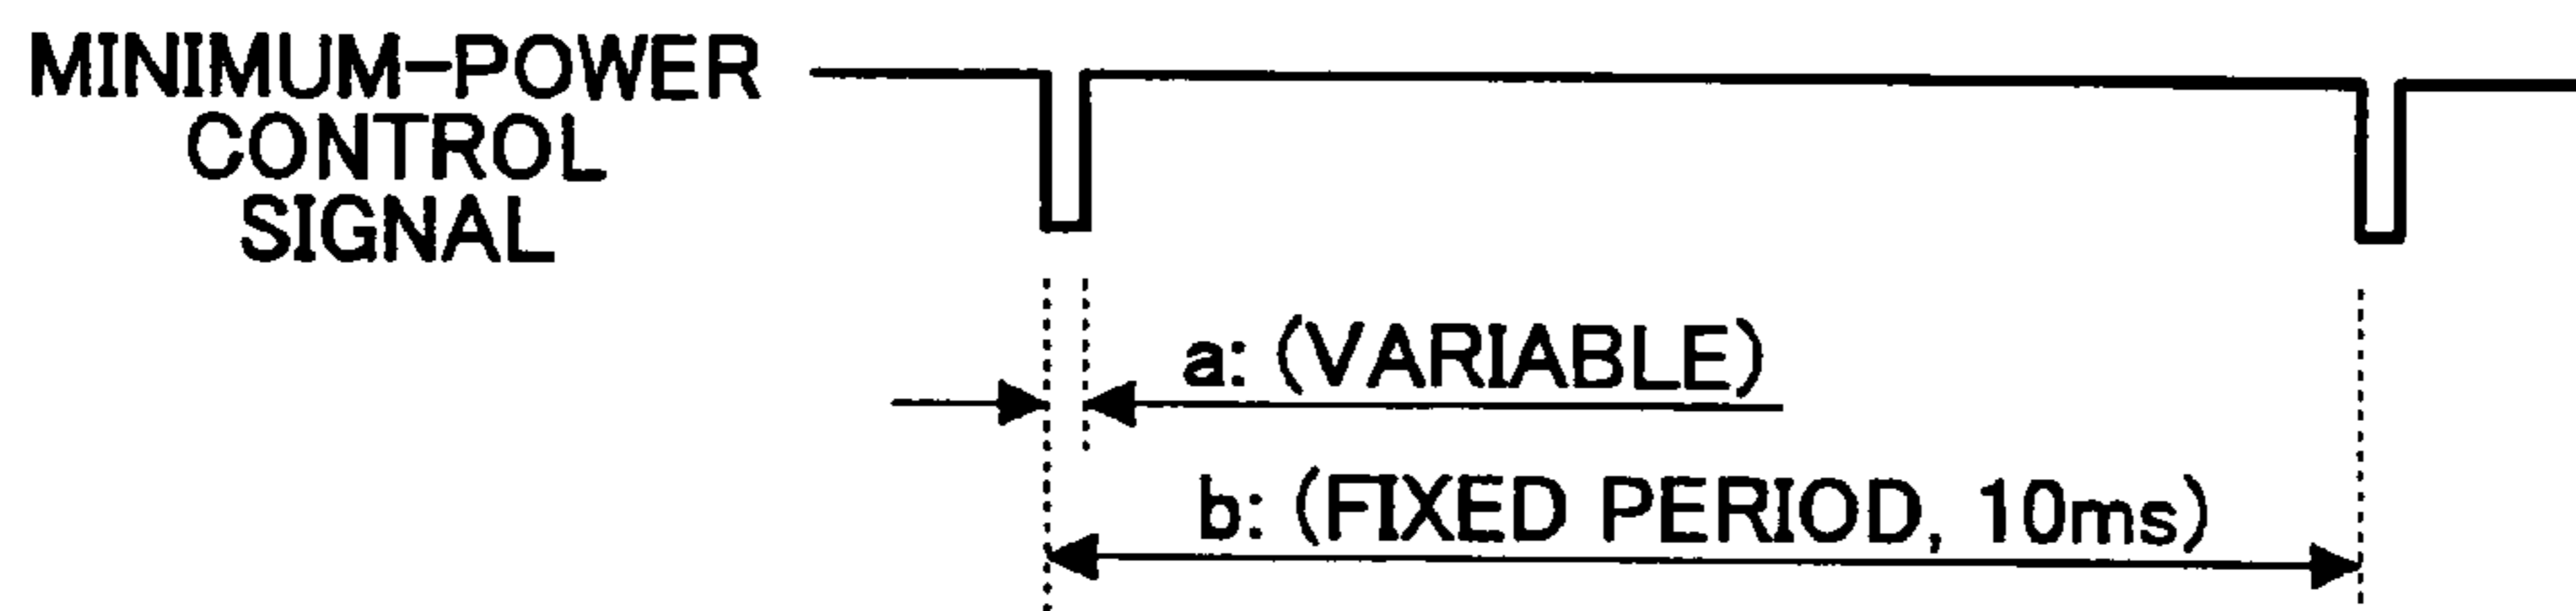 MINIMUM-POWER
CONTROL
SIGNAL
a: (VARIABLE)
b: (FIXED PERIOD, 10ms)